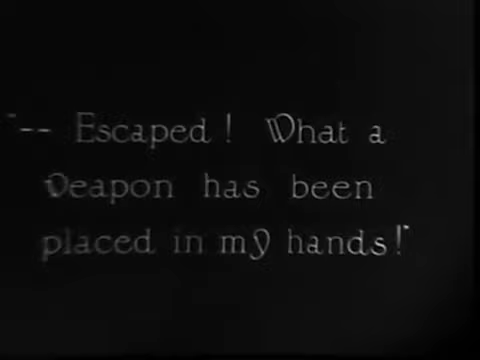 "-- Escaped! What a
weapon has been
placed in my hands!"